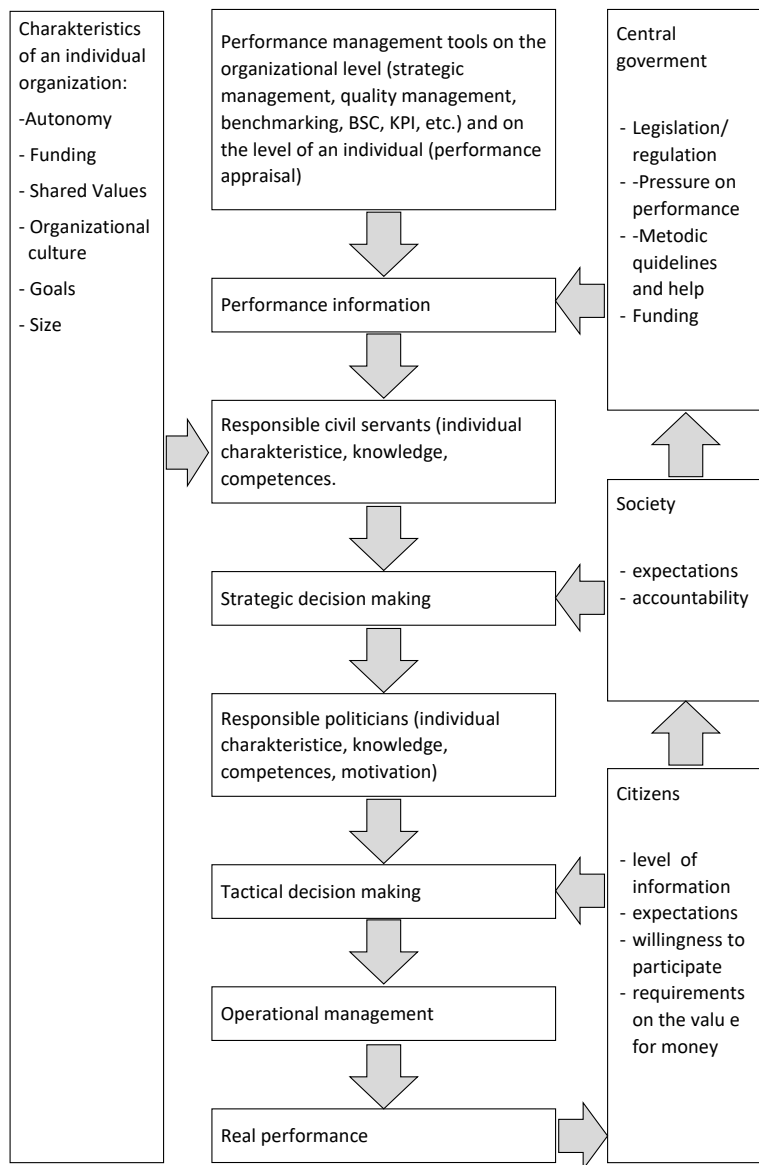 Charakteristics
of an individual
organization:
-Autonomy
- Funding
- Shared Values
- Organizational
culture
- Goals
- Size
Performance management tools on the
organizational level (strategic
management, quality management,
benchmarking, BSC, KPI, etc.) and on
the level of an individual (performance
appraisal)
Performance information
Responsible civil servants (individual
charakteristice, knowledge,
competences.
Strategic decision making
Responsible politicians (individual
charakteristice, knowledge,
competences, motivation)
Tactical decision making
Operational management
Real performance
Central
goverment
- Legislation/
regulation
- -Pressure on
performance
- -Metodic
quidelines
and help
- Funding
Society
- expectations
- accountability
Citizens
- level of
information
- expectations
- willingness to
participate
- requirements
on the valu e
for money